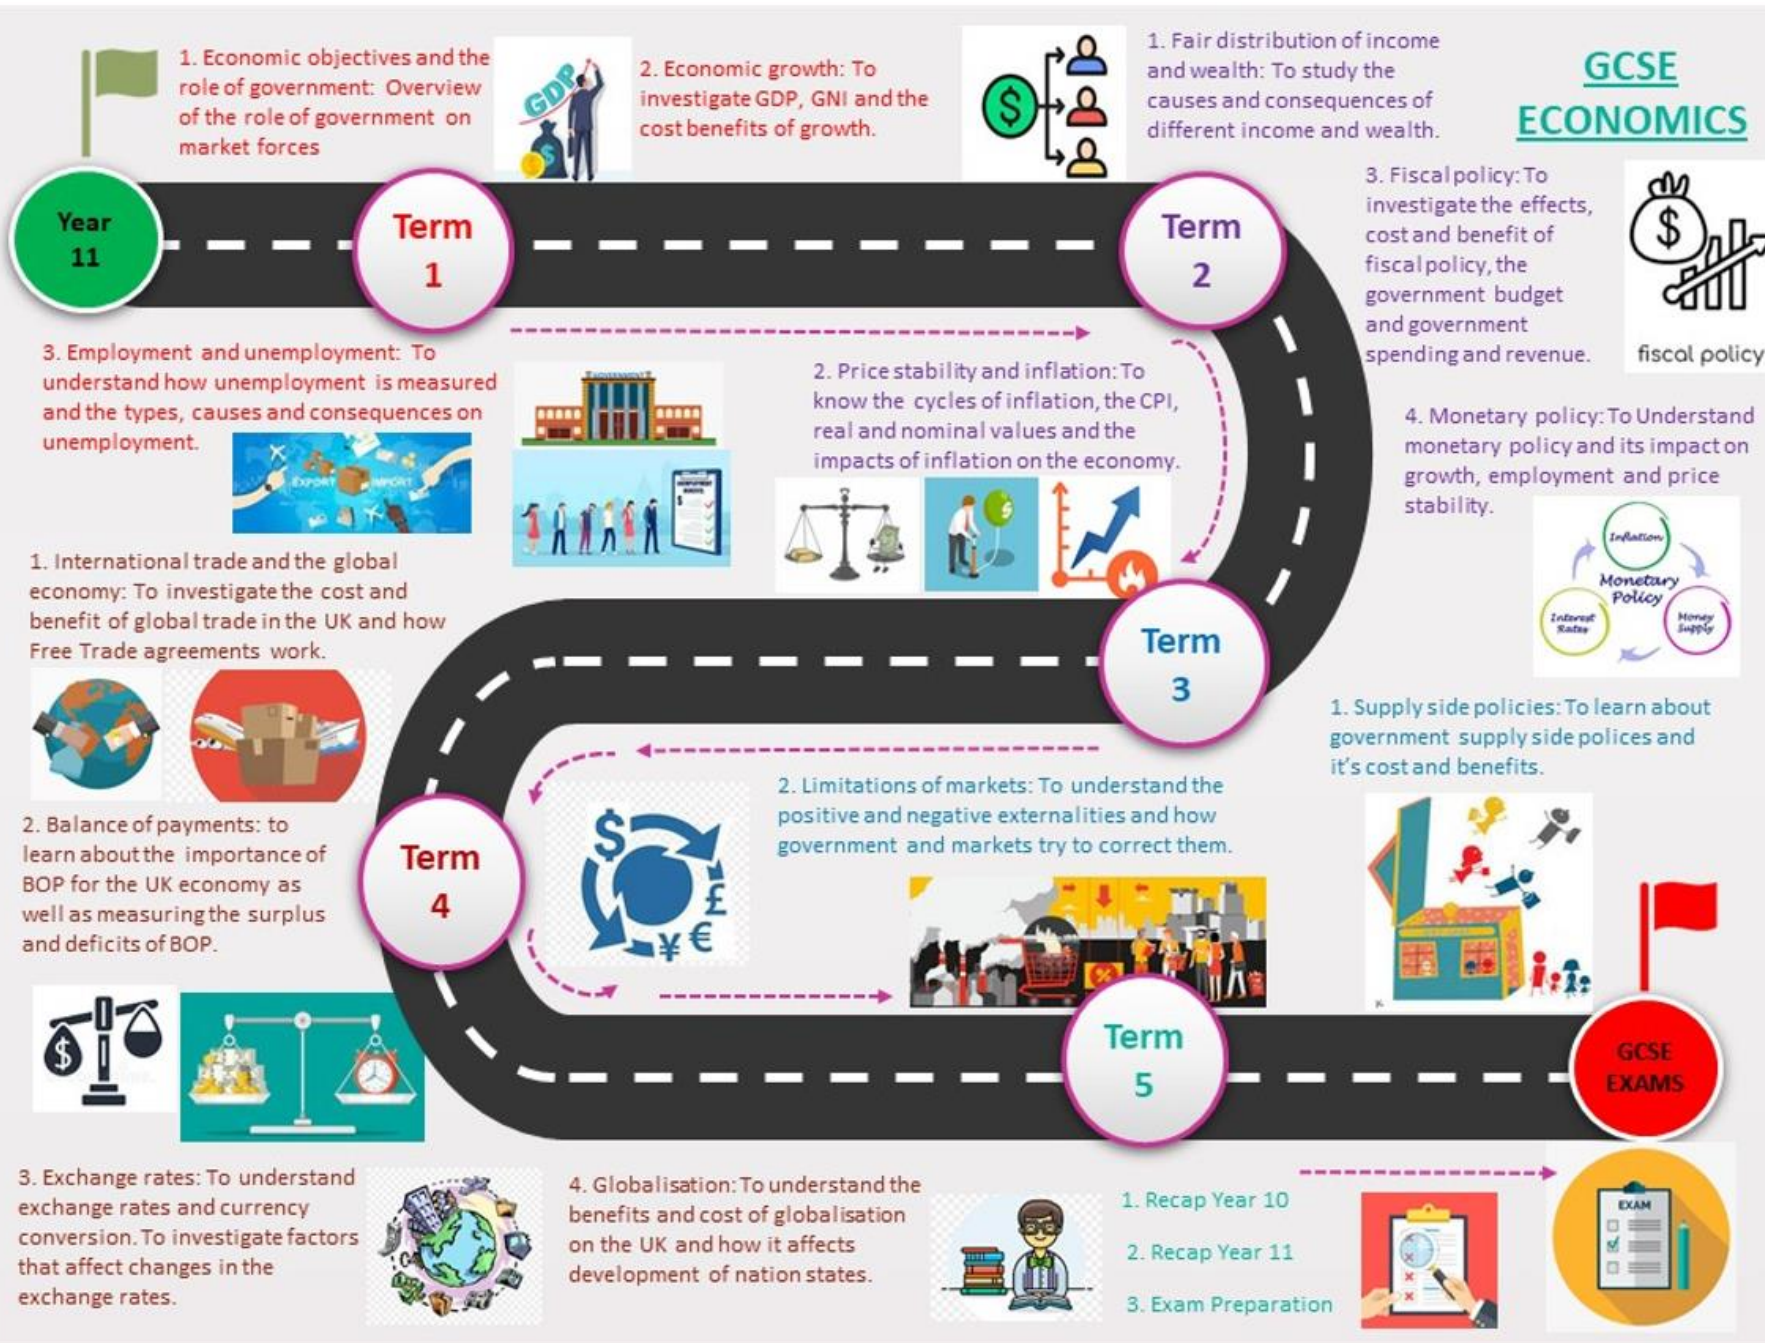 GCSE
ECONOMICS
Year
11
1. Economic objectives and the
role of government: Overview
of the role of government on
market forces
GDP
2. Economic growth: To
investigate GDP, GNI and the
cost benefits of growth.
Term
1
3. Employment and unemployment: To
understand how unemployment is measured
and the types, causes and consequences on
unemployment.
EXPORT
IMPORT
GOVERNMENT
$
1. Fair distribution of income
and wealth: To study the
causes and consequences of
different income and wealth.
Term
2
2. Price stability and inflation: To
know the cycles of inflation, the CPI,
real and nominal values and the
impacts of inflation on the economy.
3. Fiscal policy: To
investigate the effects,
cost and benefit of
fiscal policy, the
government budget
and government
spending and revenue.
$
fiscal policy
4. Monetary policy: To Understand
monetary policy and its impact on
growth, employment and price
stability.
Inflation
Monetary
Policy
Interest
Rates
Money
Supply
Term
3
1. Supply side policies: To learn about
government supply side polices and
it's cost and benefits.
2. Limitations of markets: To understand the
positive and negative externalities and how
government and markets try to correct them.
%
1. International trade and the global
economy: To investigate the cost and
benefit of global trade in the UK and how
Free Trade agreements work.
Term
4
2. Balance of payments: to
learn about the importance of
BOP for the UK economy as
well as measuring the surplus
and deficits of BOP.
$
$
£
¥ €
3. Exchange rates: To understand
exchange rates and currency
conversion. To investigate factors
that affect changes in the
exchange rates.
4. Globalisation: To understand the
benefits and cost of globalisation
on the UK and how it affects
development of nation states.
Term
5
1. Recap Year 10
2. Recap Year 11
3. Exam Preparation
EXAM
GCSE
EXAMS